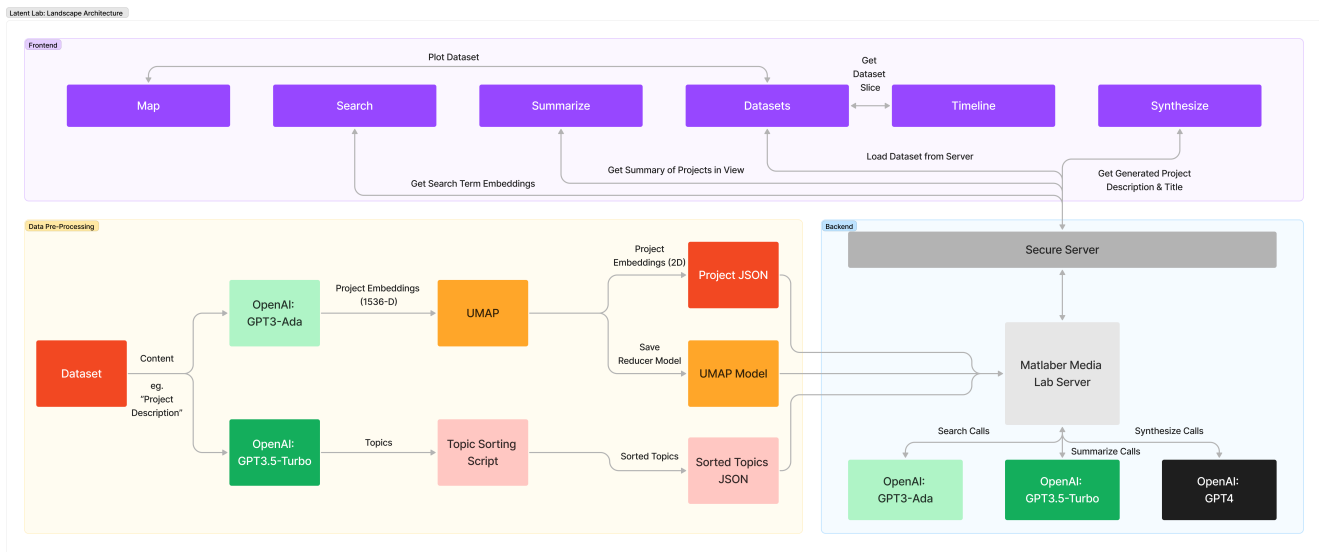 Latent Lab: Landscape Architecture
Frontend
Plot Dataset
Get
Dataset
Slice
Map
Search
Summarize
Datasets
Timeline
Synthesize
Load Dataset from Server
Get Summary of Projects in View
Get Generated Project
Description & Title
Get Search Term Embeddings
Data Pre-Processing
Project
Embeddings (2D)
Project JSON
OpenAI:
GPT3-Ada
Project Embeddings
(1536-D)
UMAP
Dataset
Content
eg.
“Project
Description”
Save
Reducer Model
UMAP Model
OpenAI:
GPT3.5-Turbo
Topics
Topic Sorting
Script
Sorted Topics
Sorted Topics
JSON
Backend
Secure Server
Matlaber Media
Lab Server
Search Calls
Synthesize Calls
Summarize Calls
OpenAI:
GPT3-Ada
OpenAI:
GPT3.5-Turbo
OpenAI:
GPT4